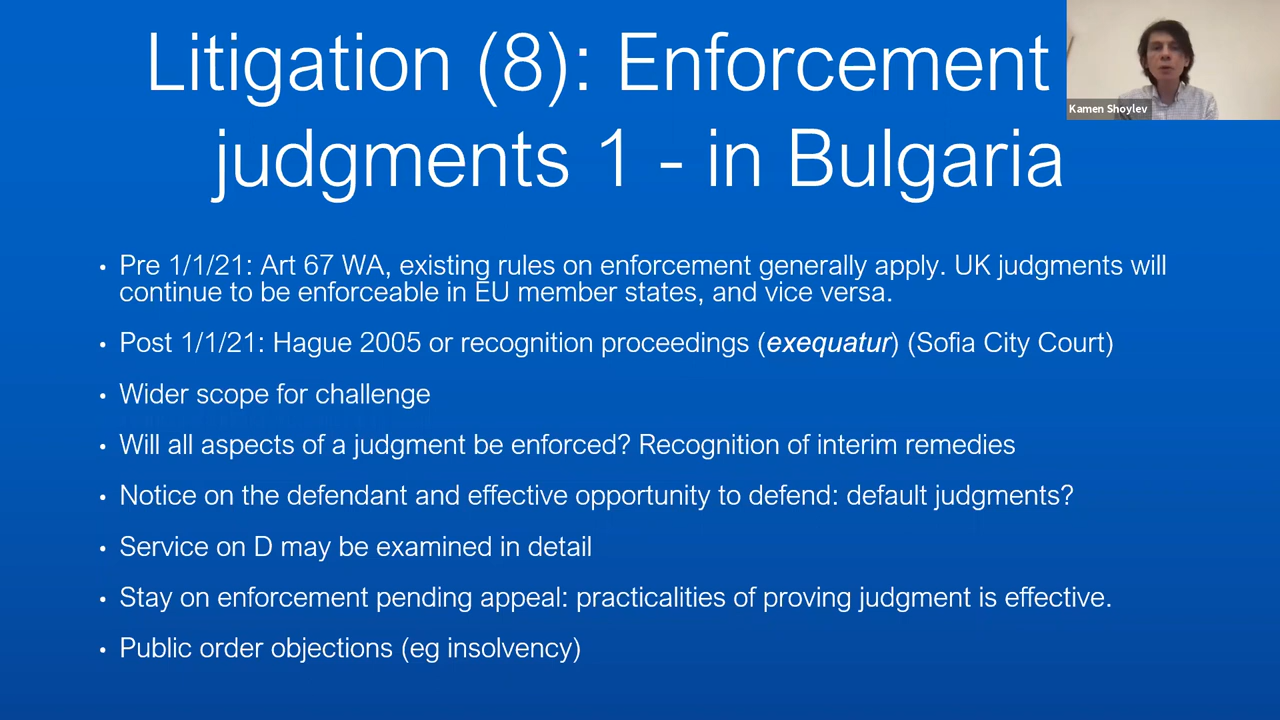 Litigation (8): Enforcement
judgments 1 - in Bulgaria
Kamen Shoylev
• Pre 1/1/21: Art 67 WA, existing rules on enforcement generally apply. UK judgments will
continue to be enforceable in EU member states, and vice versa.
• Post 1/1/21: Hague 2005 or recognition proceedings (exequatur) (Sofia City Court)
• Wider scope for challenge
• Will all aspects of a judgment be enforced? Recognition of interim remedies
• Notice on the defendant and effective opportunity to defend: default judgments?
• Service on D may be examined in detail
• Stay on enforcement pending appeal: practicalities of proving judgment is effective.
• Public order objections (eg insolvency)